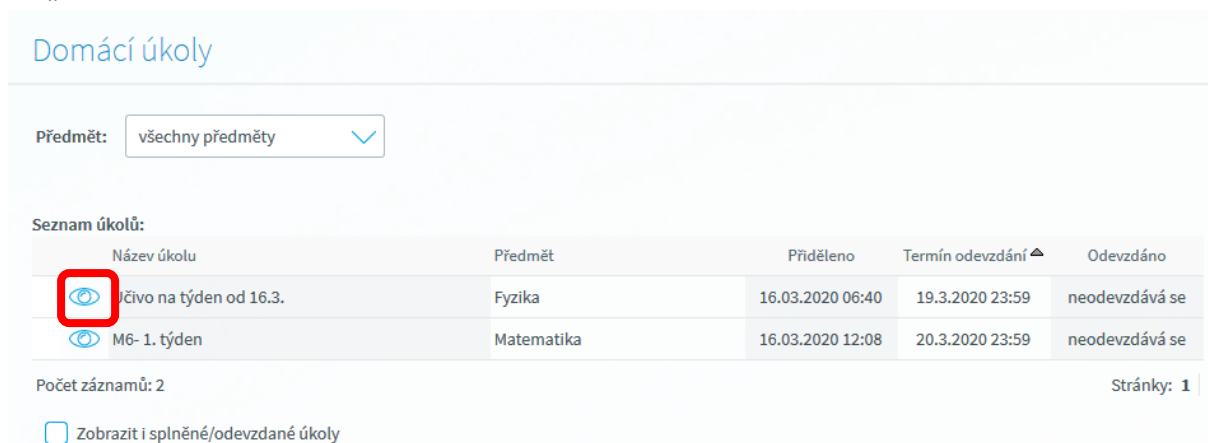 Domácí úkoly
Předmět: všechny předměty
Seznam úkolů:
Název úkolu Předmět Přiděleno Termín odevzdání Odevzdáno
Učivo na týden od 16.3. Fyzika 16.03.2020 06:40 19.3.2020 23:59 neodevzdává se
M6- 1. týden Matematika 16.03.2020 12:08 20.3.2020 23:59 neodevzdává se
Počet záznamů: 2 Stránky: 1
Zobrazit i splněné/odevzdané úkoly